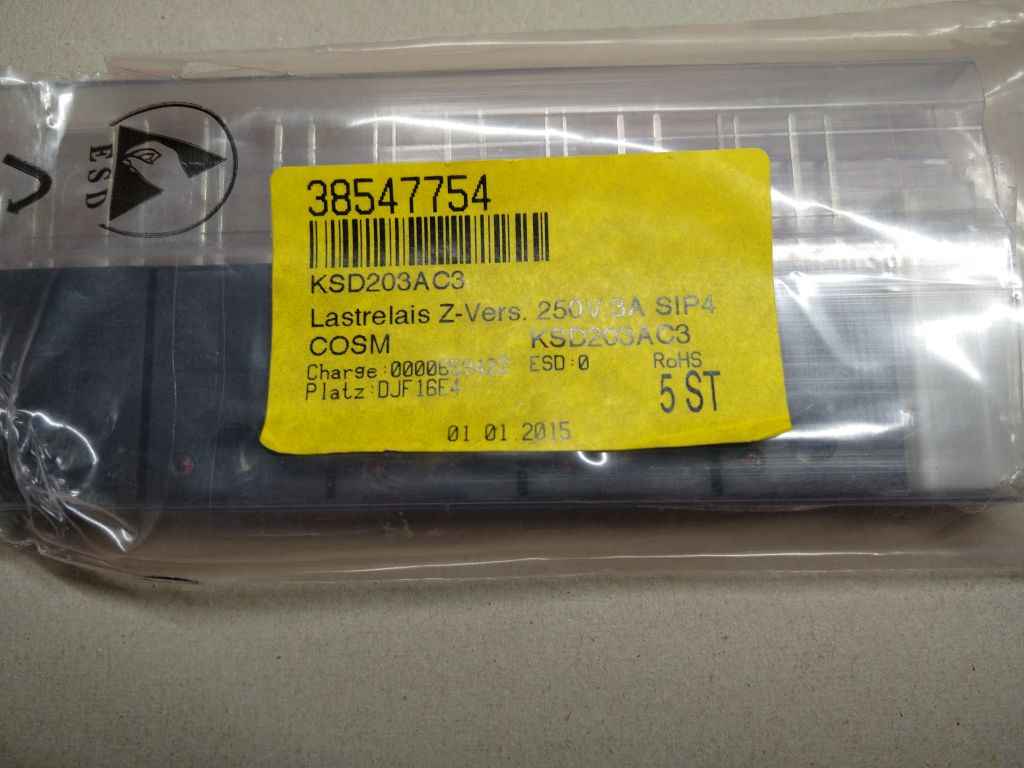 ESD
38547754
KSD203AC3
Lastrelais Z-Vers. 250V 3A SIP4
COSM KSD203AC3
Charge:0000659422 ESD:0 RoHS
Platz:DJF16E4 5 ST
01.01.2015